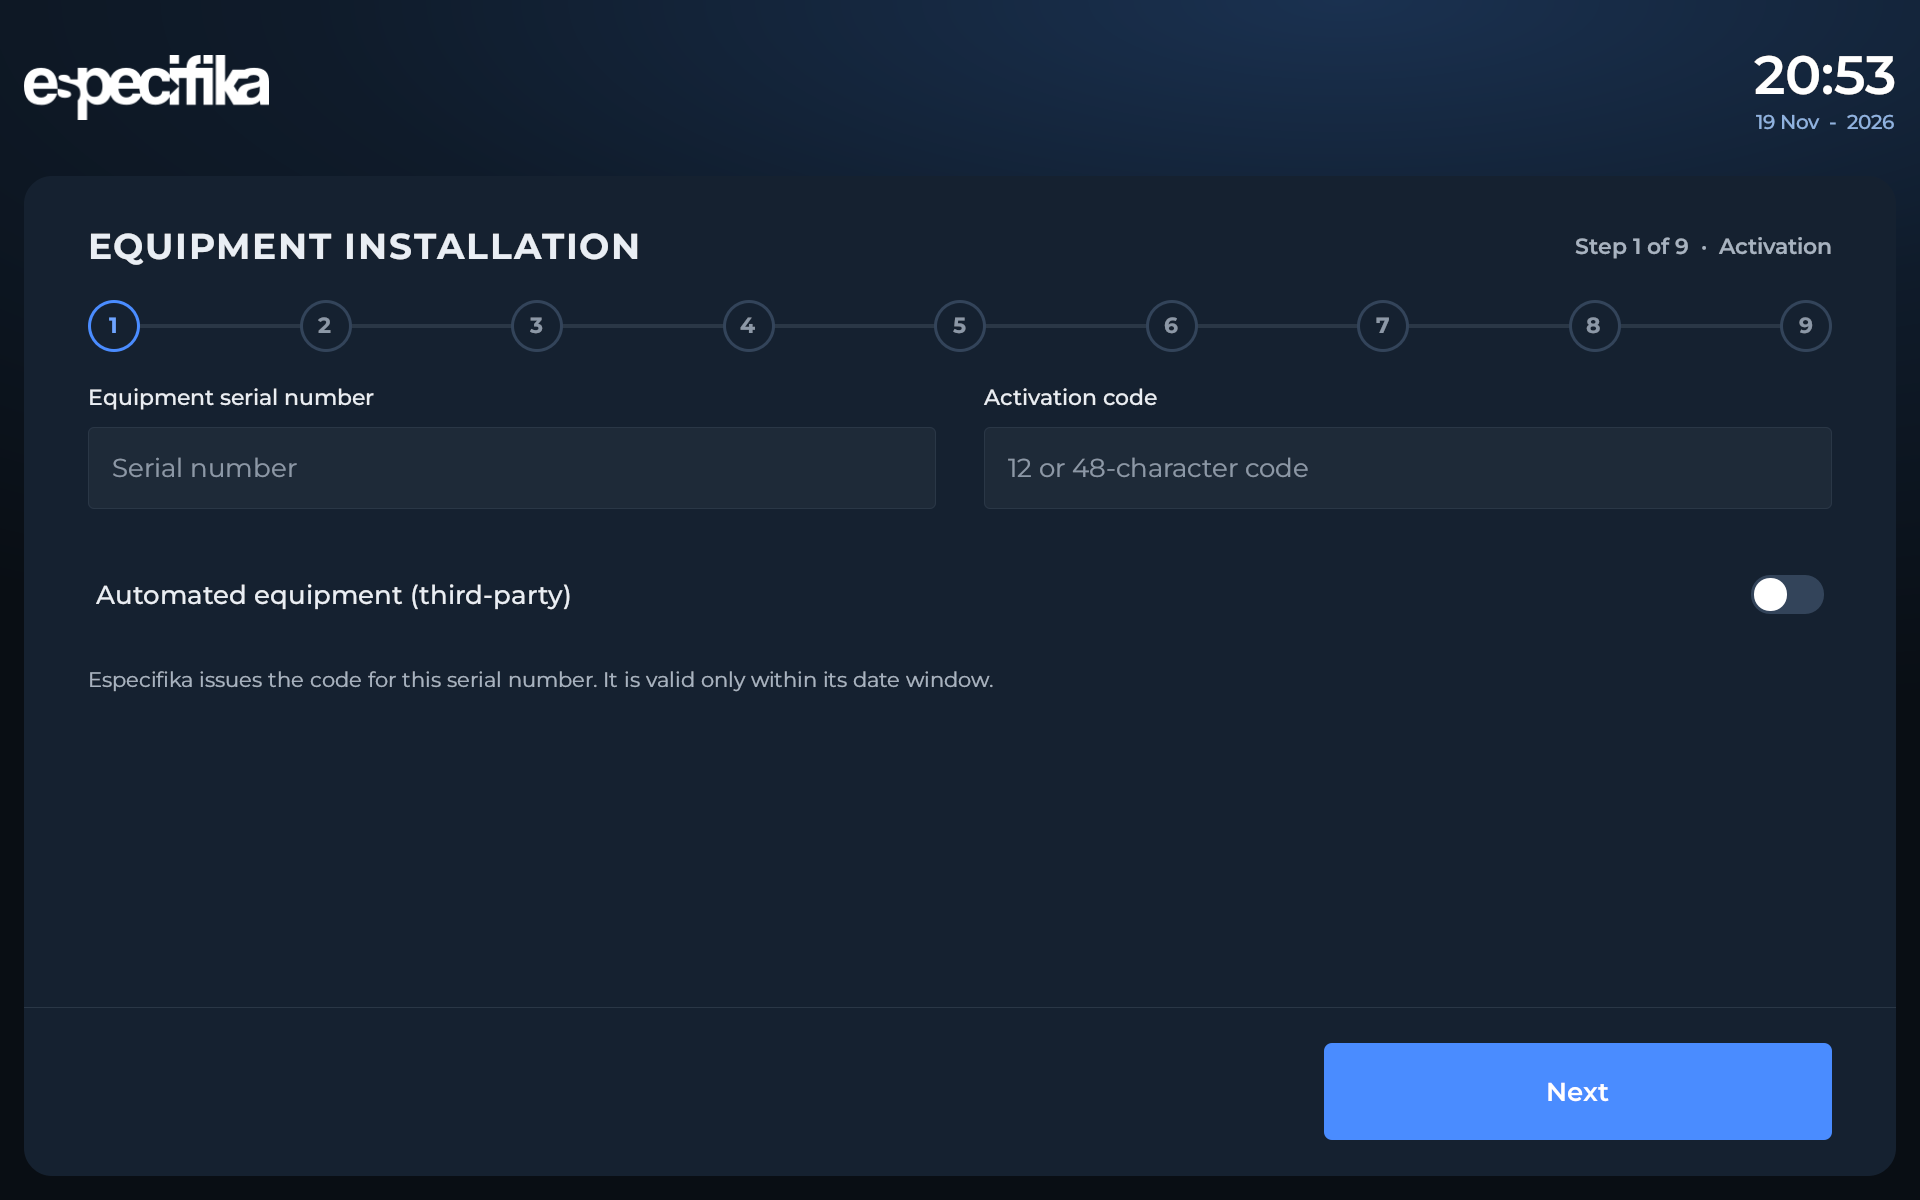 especifika
20:53
19 Nov - 2026
EQUIPMENT INSTALLATION
Step 1 of 9 · Activation
1 2 3 4 5 6 7 8 9
Equipment serial number
Activation code
Serial number
12 or 48-character code
Automated equipment (third-party)
Especifika issues the code for this serial number. It is valid only within its date window.
Next